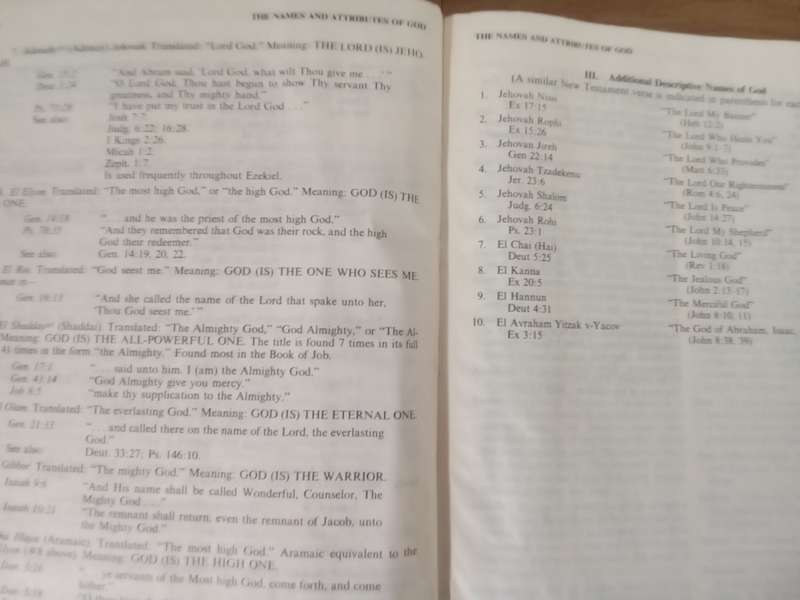 THE NAMES AND ATTRIBUTES OF GOD
Translated: "Lord God." Meaning: THE LORD (IS) JEHO
"And Abram said, 'Lord God, what wilt Thou give me . . .'"
"O Lord God, Thou hast begun to show Thy servant Thy
greatness, and Thy mighty hand."
"I have put my trust in the Lord God . . ."
See also: Josh 7:7.
Judg. 6:22; 16:28.
1 Kings 2:26.
Micah 1:2.
Zeph. 1:7.
Is used frequently throughout Ezekiel.
El Elyon Translated: "The most high God," or "the high God." Meaning: GOD (IS) THE
ONE.
Gen. 14:18 ". . . and he was the priest of the most high God."
Ps. 78:35 "And they remembered that God was their rock, and the high
God their redeemer."
See also: Gen. 14:19, 20, 22.
El Roi Translated: "God seest me." Meaning: GOD (IS) THE ONE WHO SEES ME
Gen. 16:13 "And she called the name of the Lord that spake unto her,
'Thou God seest me.'"
El Shaddai (Shaddai) Translated: "The Almighty God," "God Almighty," or "The Al-
Meaning: GOD (IS) THE ALL-POWERFUL ONE. The title is found 7 times in its full
41 times in the form "the Almighty." Found most in the Book of Job.
Gen. 17:1 ". . . said unto him, I (am) the Almighty God."
Gen. 43:14 "God Almighty give you mercy."
Job 8:5 "make thy supplication to the Almighty."
Olam Translated: "The everlasting God." Meaning: GOD (IS) THE ETERNAL ONE
Gen. 21:33 ". . . and called there on the name of the Lord, the everlasting
God."
See also: Deut. 33:27; Ps. 146:10.
Gibbor Translated: "The mighty God." Meaning: GOD (IS) THE WARRIOR.
Isaiah 9:6 "And His name shall be called Wonderful, Counselor, The
Mighty God . . ."
Isaiah 10:21 "The remnant shall return, even the remnant of Jacob, unto
the Mighty God."
(Aramaic). Translated: "The most high God." Aramaic equivalent to the
above) Meaning: GOD (IS) THE HIGH ONE.
Dan. 3:26 ye servants of the Most high God, come forth, and come
hither."
THE NAMES AND ATTRIBUTES OF GOD
III. Additional Descriptive Names of God
(A similar New Testament verse is indicated in parenthesis for each
1. Jehovah Nissi "The Lord My Banner"
Ex 17:15 (Heb 12:2)
2. Jehovah Rophi "The Lord Who Heals You"
Ex 15:26 (John 9:1-7)
3. Jehovah Jireh "The Lord Who Provides"
Gen 22:14 (Matt 6:33)
4. Jehovah Tzadekenu "The Lord Our Righteousness"
Jer. 23:6 (Rom 4:6, 24)
5. Jehovah Shalom "The Lord Is Peace"
Judg. 6:24 (John 14:27)
6. Jehovah Rohi "The Lord My Shepherd"
Ps. 23:1 (John 10:14, 15)
7. El Chai (Hai) "The Living God"
Deut 5:25 (Rev 1:18)
8. El Kanna "The Jealous God"
Ex 20:5 (John 2:13-17)
9. El Hannun "The Merciful God"
Deut 4:31 (John 8:10, 11)
10. El Avraham Yitzak v-Yacov "The God of Abraham, Isaac,
Ex 3:15 (John 8:38, 39)